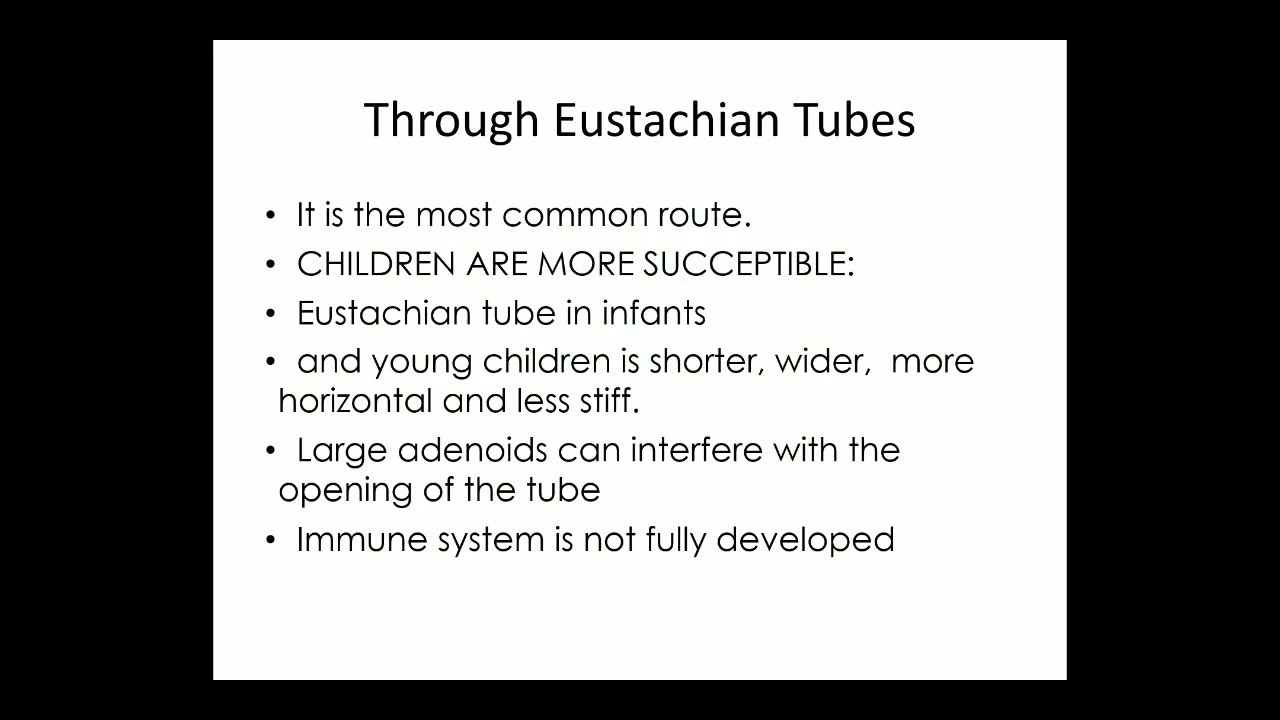 Through Eustachian Tubes
• It is the most common route.
• CHILDREN ARE MORE SUCCEPTIBLE:
• Eustachian tube in infants
• and young children is shorter, wider,  more
horizontal and less stiff.
• Large adenoids can interfere with the
opening of the tube
• Immune system is not fully developed